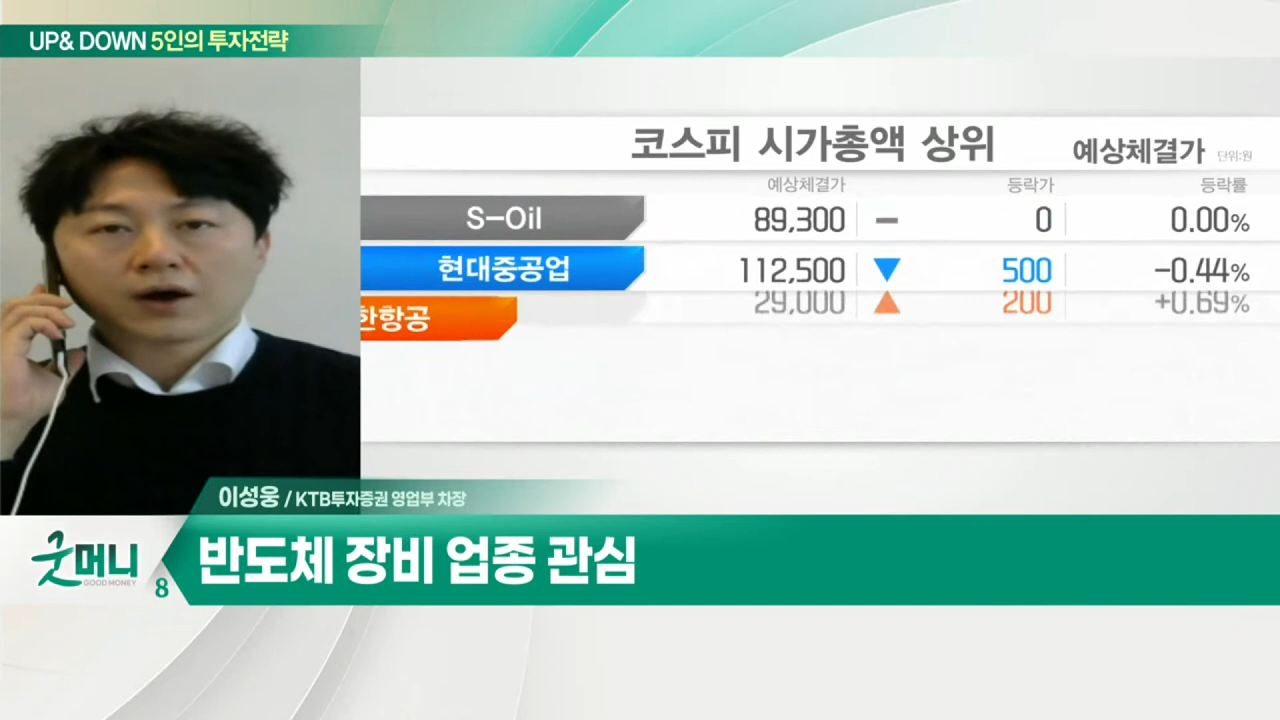 UP& DOWN 5인의 투자전략
코스피 시가총액 상위 예상체결가 단위:원
예상체결가 등락가 등락률
S-Oil 89,300 0 0.00%
현대중공업 112,500 ▼ 500 -0.44%
한항공 29,000 ▲ 200 +0.69%
이성웅 / KTB투자증권 영업부 차장
굿머니
GOOD MONEY
8
반도체 장비 업종 관심